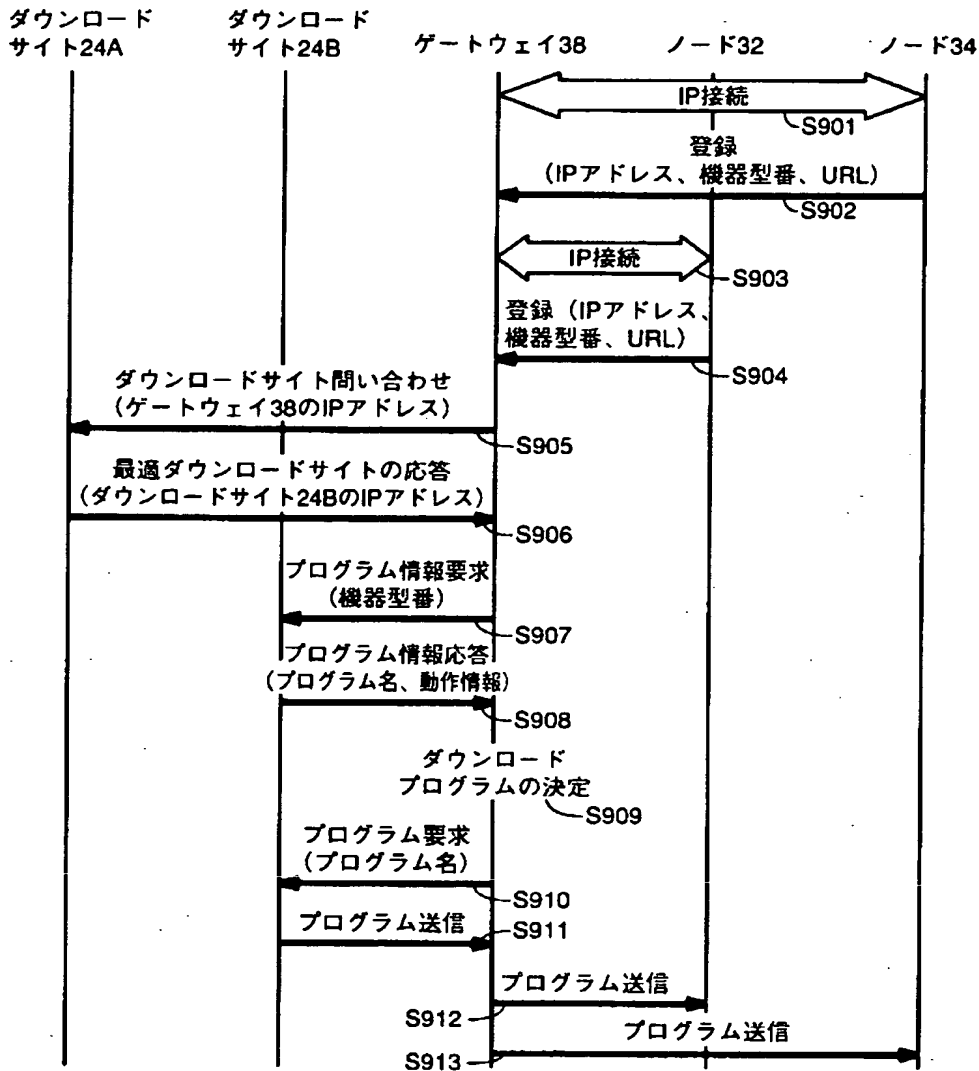 ダウンロード
サイト24A
ダウンロード
サイト24B
ゲートウェイ38
ノード32
ノード34
IP接続
S901
登録
(IPアドレス、機器型番、URL)
S902
IP接続
S903
登録(IPアドレス、
機器型番、URL)
S904
ダウンロードサイト問い合わせ
(ゲートウェイ38のIPアドレス)
S905
最適ダウンロードサイトの応答
(ダウンロードサイト24BのIPアドレス)
S906
プログラム情報要求
(機器型番)
S907
プログラム情報応答
(プログラム名、動作情報)
S908
ダウンロード
プログラムの決定
S909
プログラム要求
(プログラム名)
S910
プログラム送信
S911
プログラム送信
S912
プログラム送信
S913